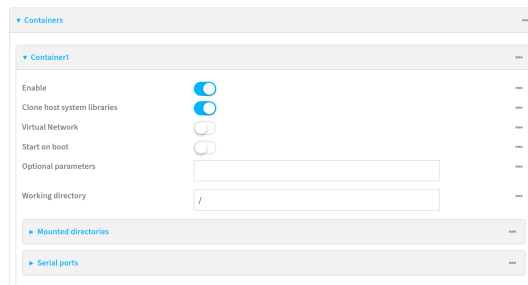 Containers
Container1
Enable
Clone host system libraries
Virtual Network
Start on boot
Optional parameters
Working directory
/
Mounted directories
Serial ports